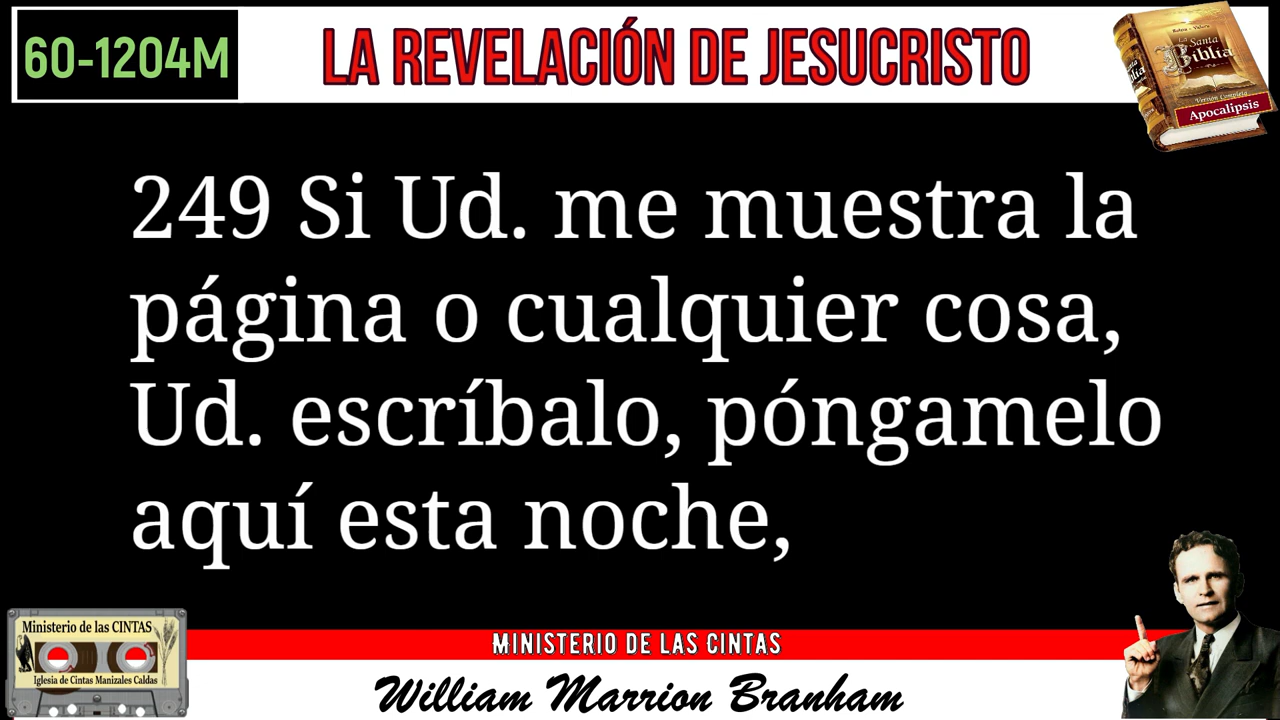 60-1204M
LA REVELACIÓN DE JESUCRISTO
La Santa
Biblia
Apocalipsis
249 Si Ud. me muestra la
página o cualquier cosa,
Ud. escríbalo, póngamelo
aquí esta noche,
Ministerio de las CINTAS
Iglesia de Cintas Manizales Caldas
MINISTERIO DE LAS CINTAS
William Marrion Branham